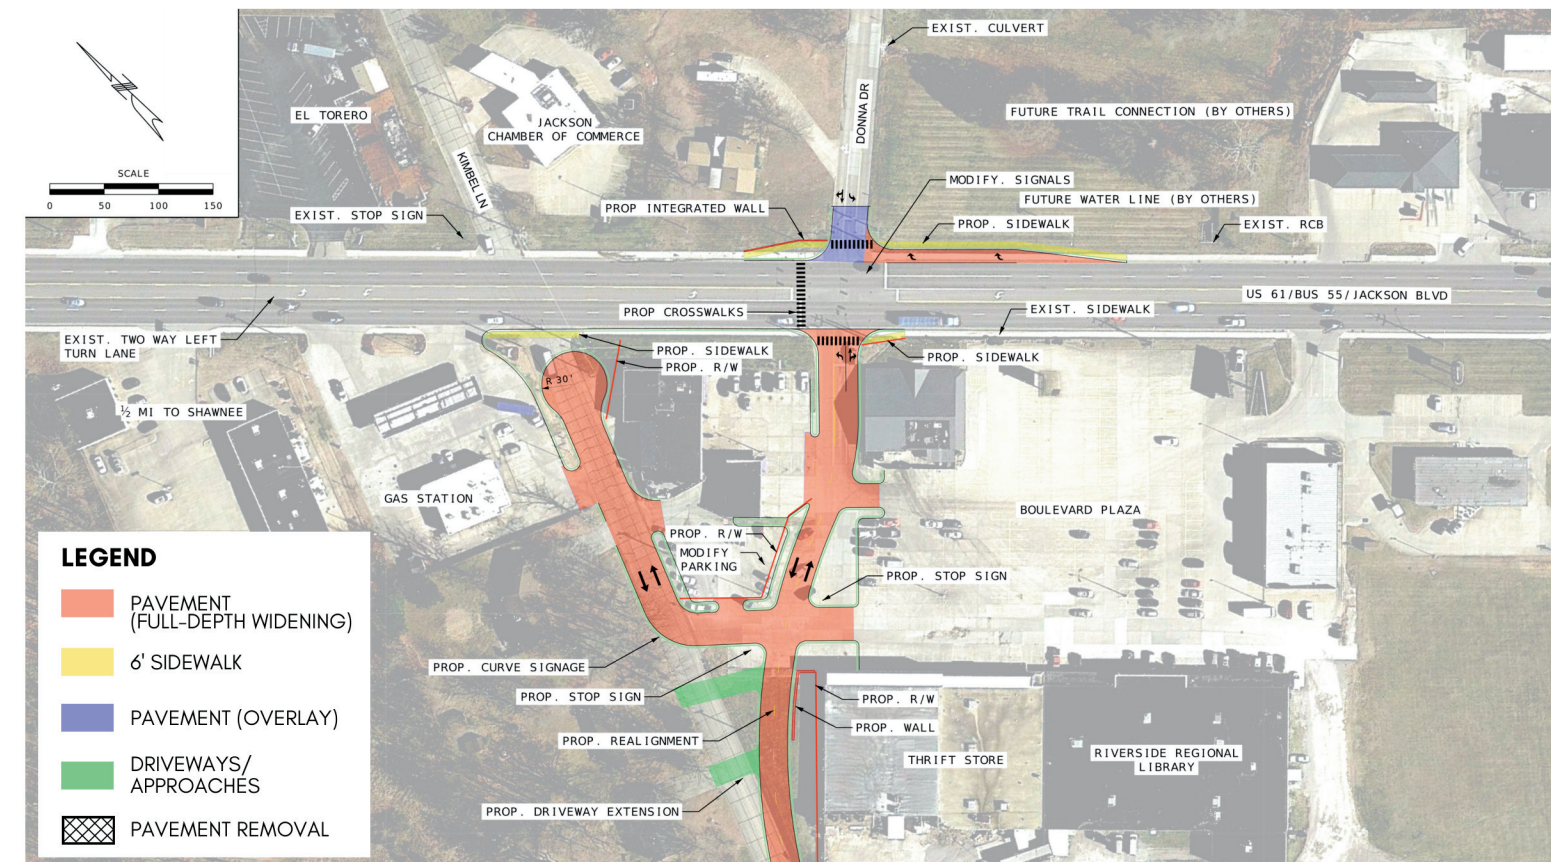 EXIST. CULVERT
EL TORERO
JACKSON
CHAMBER OF COMMERCE
DONNA DR
FUTURE TRAIL CONNECTION (BY OTHERS)
SCALE
0 50 100 150
KIMBEL LN
MODIFY. SIGNALS
FUTURE WATER LINE (BY OTHERS)
PROP INTEGRATED WALL
EXIST. STOP SIGN
PROP. SIDEWALK
EXIST. RCB
US 61/BUS 55/JACKSON BLVD
PROP CROSSWALKS
EXIST. SIDEWALK
EXIST. TWO WAY LEFT
TURN LANE
PROP. SIDEWALK
PROP. R/W
PROP. SIDEWALK
R 30'
½ MI TO SHAWNEE
GAS STATION
BOULEVARD PLAZA
PROP. R/W
MODIFY
PARKING
PROP. STOP SIGN
PROP. CURVE SIGNAGE
PROP. STOP SIGN
PROP. R/W
PROP. WALL
PROP. REALIGNMENT
THRIFT STORE
RIVERSIDE REGIONAL
LIBRARY
PROP. DRIVEWAY EXTENSION
LEGEND
PAVEMENT
(FULL-DEPTH WIDENING)
6' SIDEWALK
PAVEMENT (OVERLAY)
DRIVEWAYS/
APPROACHES
PAVEMENT REMOVAL